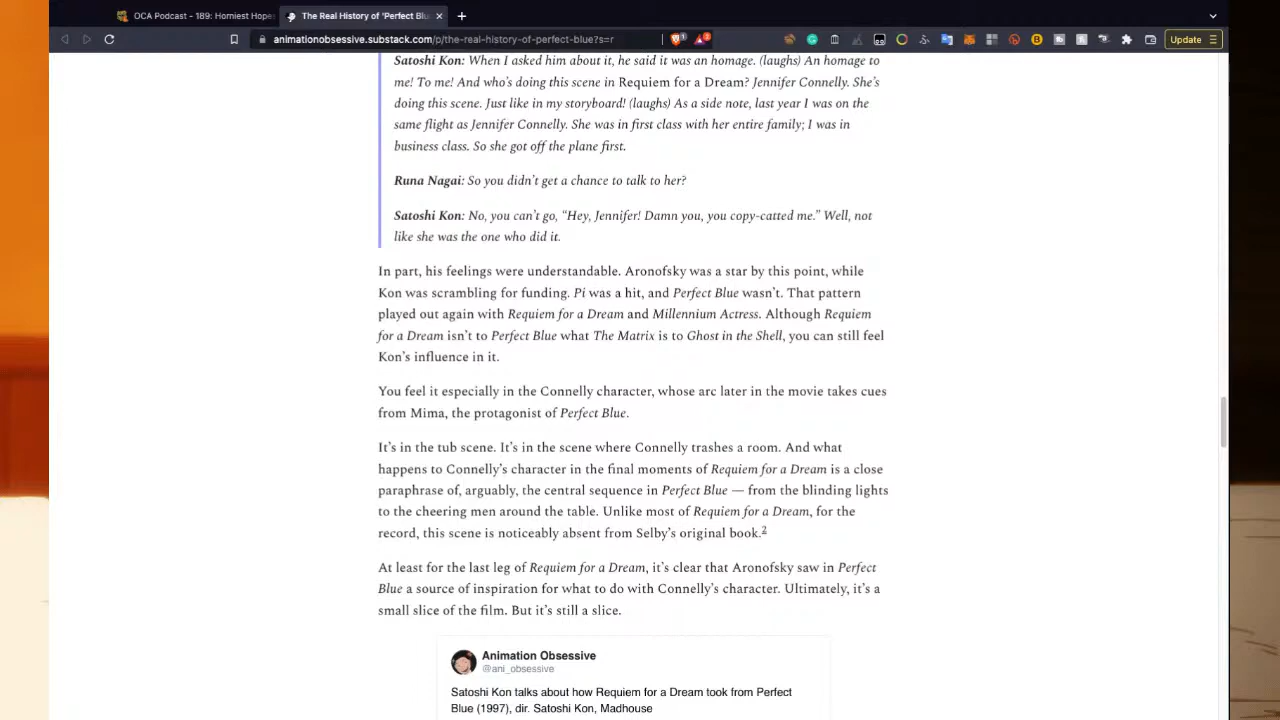 OCA Podcast - 189: Horniest Hope
The Real History of 'Perfect Blu
animationobsessive.substack.com/p/the-real-history-of-perfect-blue?s=r
Update
Satoshi Kon: When I asked him about it, he said it was an homage. (laughs) An homage to
me! To me! And who's doing this scene in Requiem for a Dream? Jennifer Connelly. She's
doing this scene. Just like in my storyboard! (laughs) As a side note, last year I was on the
same flight as Jennifer Connelly. She was in first class with her entire family; I was in
business class. So she got off the plane first.
Runa Nagai: So you didn't get a chance to talk to her?
Satoshi Kon: No, you can't go, “Hey, Jennifer! Damn you, you copy-catted me.” Well, not
like she was the one who did it.
In part, his feelings were understandable. Aronofsky was a star by this point, while
Kon was scrambling for funding. Pi was a hit, and Perfect Blue wasn't. That pattern
played out again with Requiem for a Dream and Millennium Actress. Although Requiem
for a Dream isn't to Perfect Blue what The Matrix is to Ghost in the Shell, you can still feel
Kon's influence in it.
You feel it especially in the Connelly character, whose arc later in the movie takes cues
from Mima, the protagonist of Perfect Blue.
It's in the tub scene. It's in the scene where Connelly trashes a room. And what
happens to Connelly's character in the final moments of Requiem for a Dream is a close
paraphrase of, arguably, the central sequence in Perfect Blue — from the blinding lights
to the cheering men around the table. Unlike most of Requiem for a Dream, for the
record, this scene is noticeably absent from Selby's original book.2
At least for the last leg of Requiem for a Dream, it's clear that Aronofsky saw in Perfect
Blue a source of inspiration for what to do with Connelly's character. Ultimately, it's a
small slice of the film. But it's still a slice.
Animation Obsessive
@ani_obsessive
Satoshi Kon talks about how Requiem for a Dream took from Perfect
Blue (1997), dir. Satoshi Kon, Madhouse